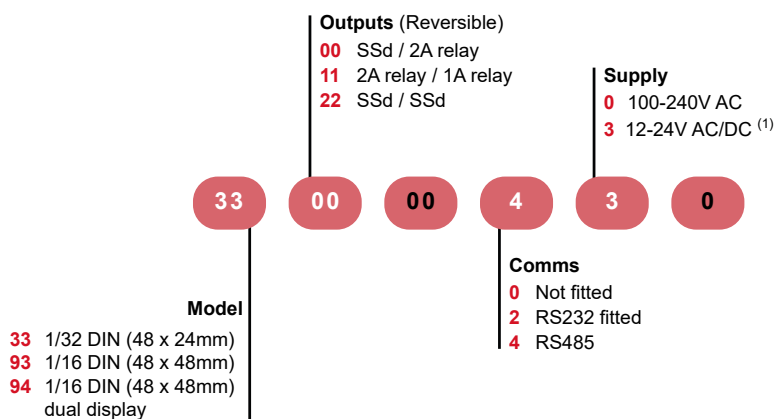 Outputs (Reversible)
00 SSd / 2A relay
11 2A relay / 1A relay
22 SSd / SSd
Supply
0 100-240V AC
3 12-24V AC/DC (1)
33 00 00 4 3 0
Comms
0 Not fitted
2 RS232 fitted
4 RS485
Model
33 1/32 DIN (48 x 24mm)
93 1/16 DIN (48 x 48mm)
94 1/16 DIN (48 x 48mm)
dual display